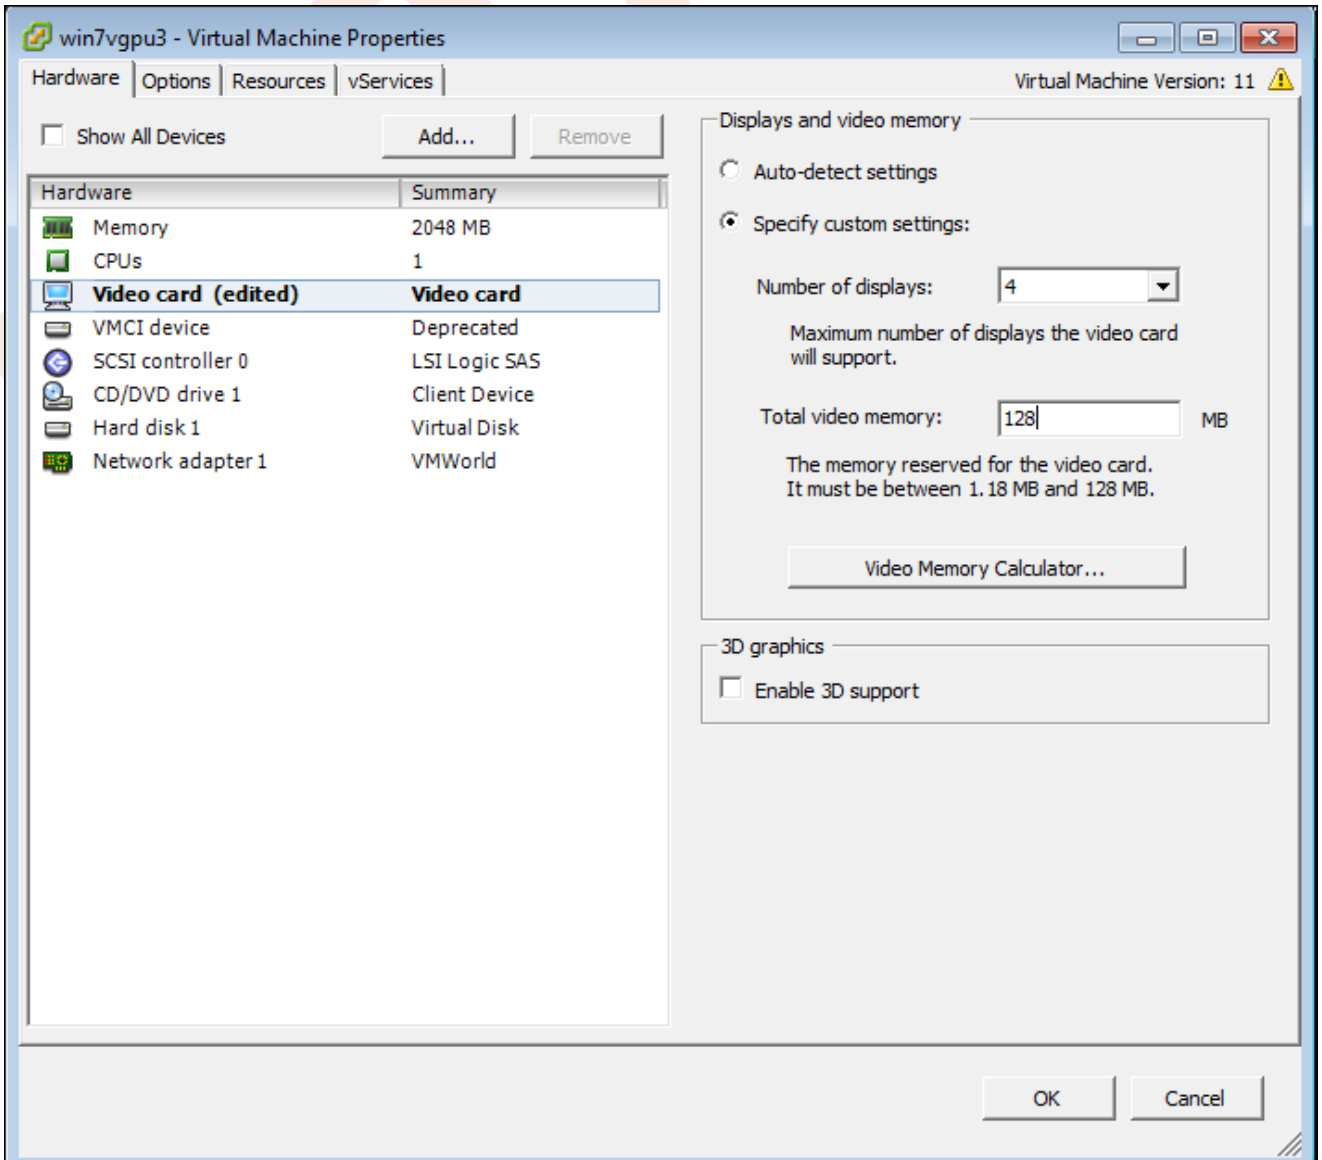 win7vgpu3 - Virtual Machine Properties
Hardware Options Resources vServices Virtual Machine Version: 11
Show All Devices Add... Remove
Hardware Summary
Memory 2048 MB
CPUs 1
Video card (edited) Video card
VMCI device Deprecated
SCSI controller 0 LSI Logic SAS
CD/DVD drive 1 Client Device
Hard disk 1 Virtual Disk
Network adapter 1 VMWorld
Displays and video memory
Auto-detect settings
Specify custom settings:
Number of displays: 4
Maximum number of displays the video card
will support.
Total video memory: 128 MB
The memory reserved for the video card.
It must be between 1.18 MB and 128 MB.
Video Memory Calculator...
3D graphics
Enable 3D support
OK Cancel